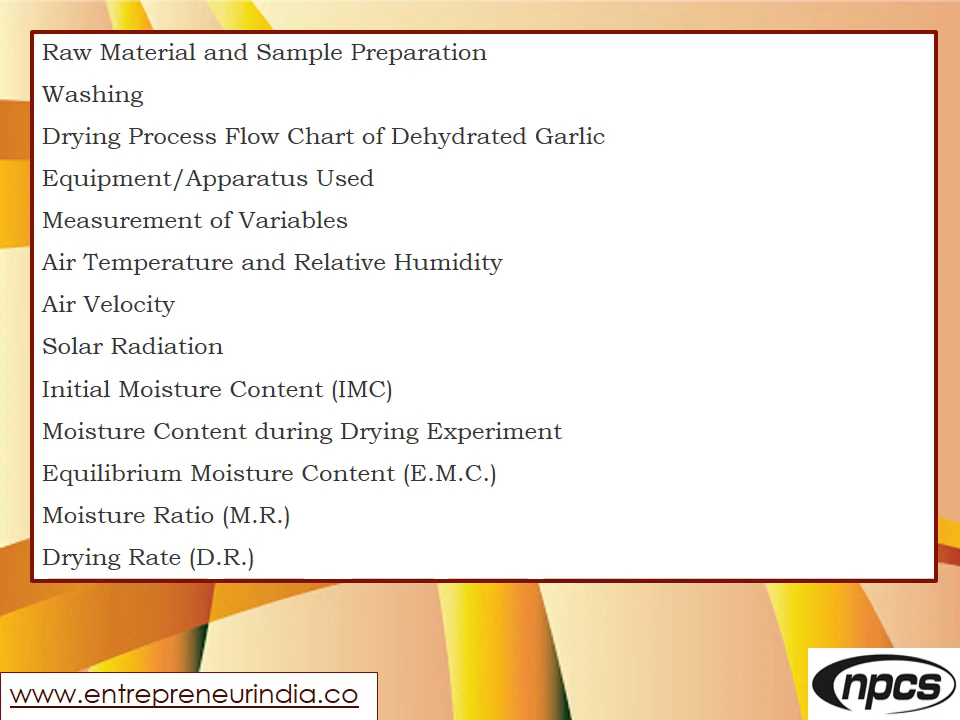 Raw Material and Sample Preparation
Washing
Drying Process Flow Chart of Dehydrated Garlic
Equipment/Apparatus Used
Measurement of Variables
Air Temperature and Relative Humidity
Air Velocity
Solar Radiation
Initial Moisture Content (IMC)
Moisture Content during Drying Experiment
Equilibrium Moisture Content (E.M.C.)
Moisture Ratio (M.R.)
Drying Rate (D.R.)
www.entrepreneurindia.co
npcs